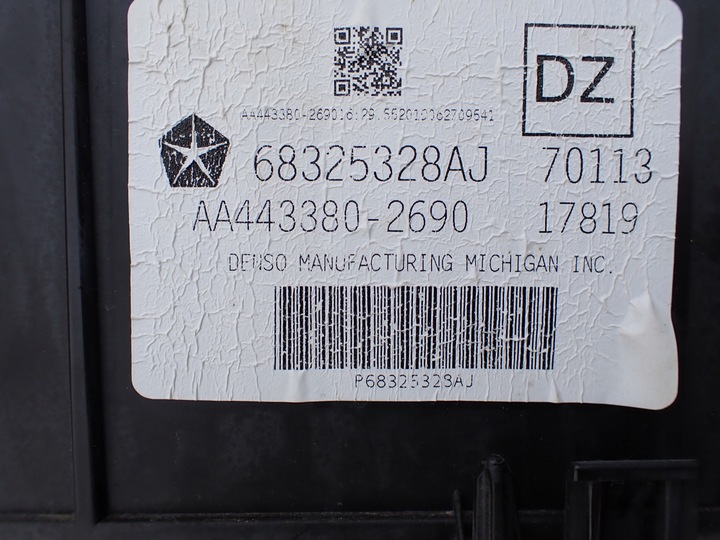 DZ
AA443380-269016:29.552010062709541
68325328AJ 70113
AA443380-2690 17819
DENSO MANUFACTURING MICHIGAN INC.
P68325328AJ